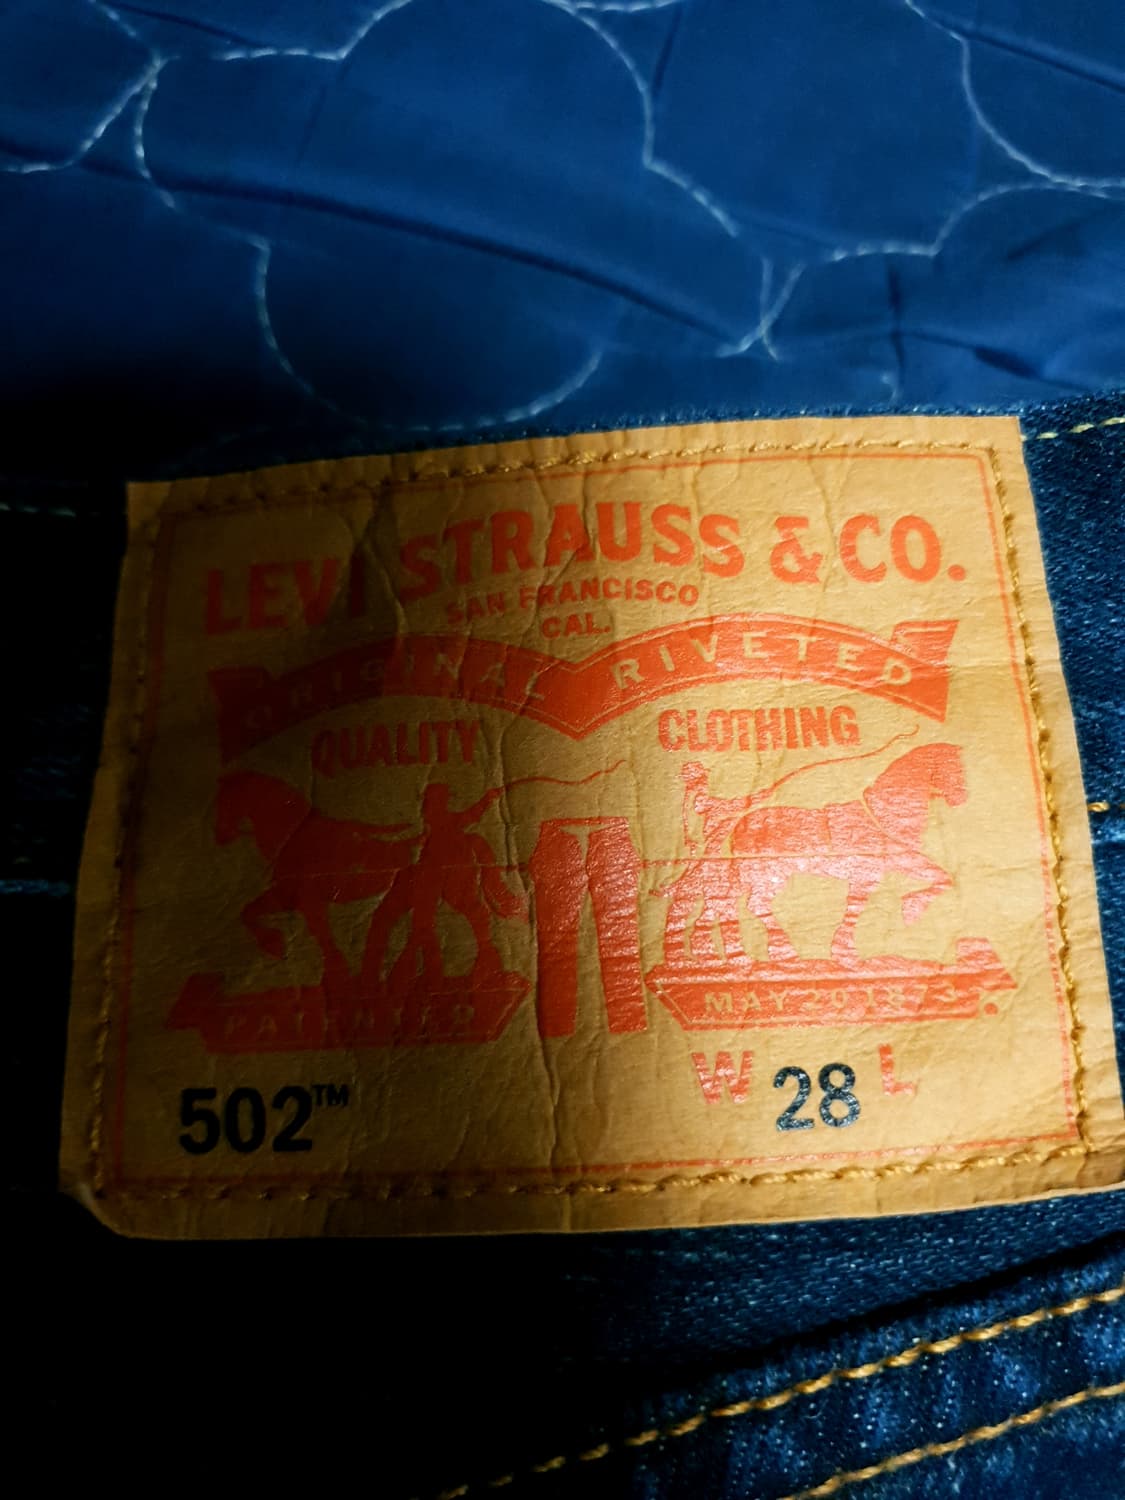 LEVI STRAUSS & CO.
SAN FRANCISCO
CAL.
ORIGINAL RIVETED
QUALITY CLOTHING
PATENTED MAY 20 1873
W 28 L
502™